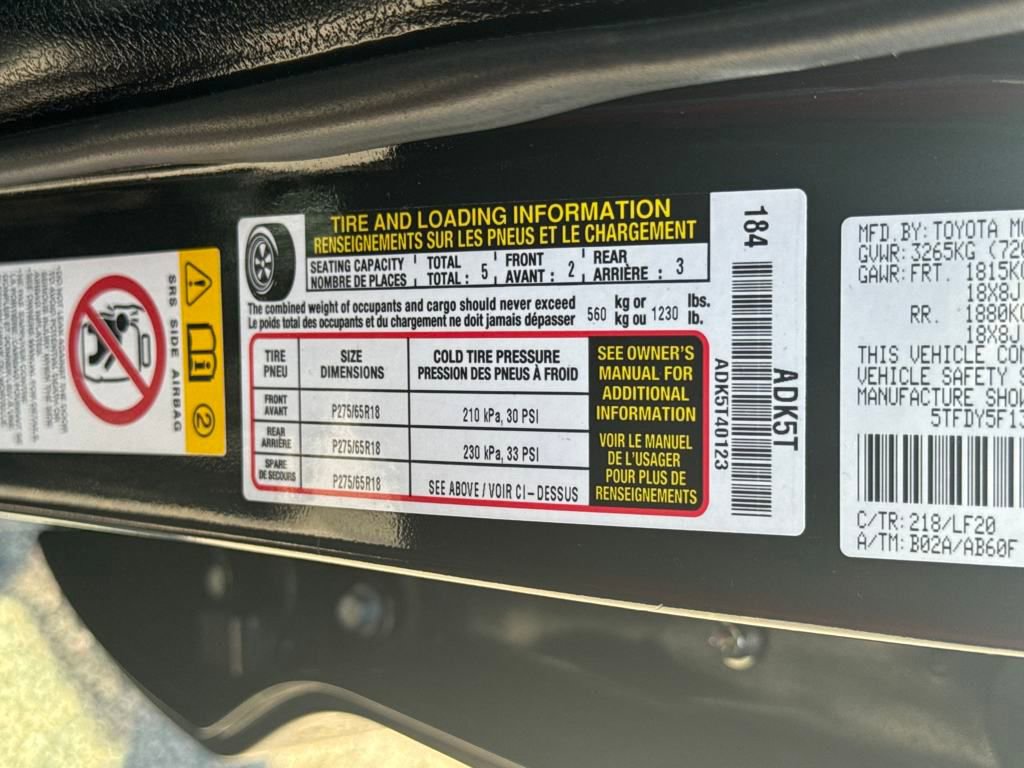 SRS SIDE AIRBAG
2
TIRE AND LOADING INFORMATION
RENSEIGNEMENTS SUR LES PNEUS ET LE CHARGEMENT
SEATING CAPACITY TOTAL : 5 FRONT : 2 REAR : 3
NOMBRE DE PLACES TOTAL AVANT ARRIÈRE
The combined weight of occupants and cargo should never exceed 560 kg or 1230 lbs.
Le poids total des occupants et du chargement ne doit jamais dépasser kg ou lb.
TIRE SIZE COLD TIRE PRESSURE
PNEU DIMENSIONS PRESSION DES PNEUS À FROID
FRONT
AVANT P275/65R18 210 kPa, 30 PSI
REAR
ARRIÈRE P275/65R18 230 kPa, 33 PSI
SPARE
DE SECOURS P275/65R18 SEE ABOVE / VOIR CI – DESSUS
SEE OWNER'S
MANUAL FOR
ADDITIONAL
INFORMATION
VOIR LE MANUEL
DE L'USAGER
POUR PLUS DE
RENSEIGNEMENTS
184
ADK5T40123
ADK5T
MFD. BY: TOYOTA
GVWR: 3265KG
GAWR: FRT. 1815KG
18X8J
RR. 1880KG
18X8J
THIS VEHICLE
VEHICLE SAFETY
MANUFACTURE
5TFDY5F13
C/TR: 218/LF20
A/TM: B02A/AB60F